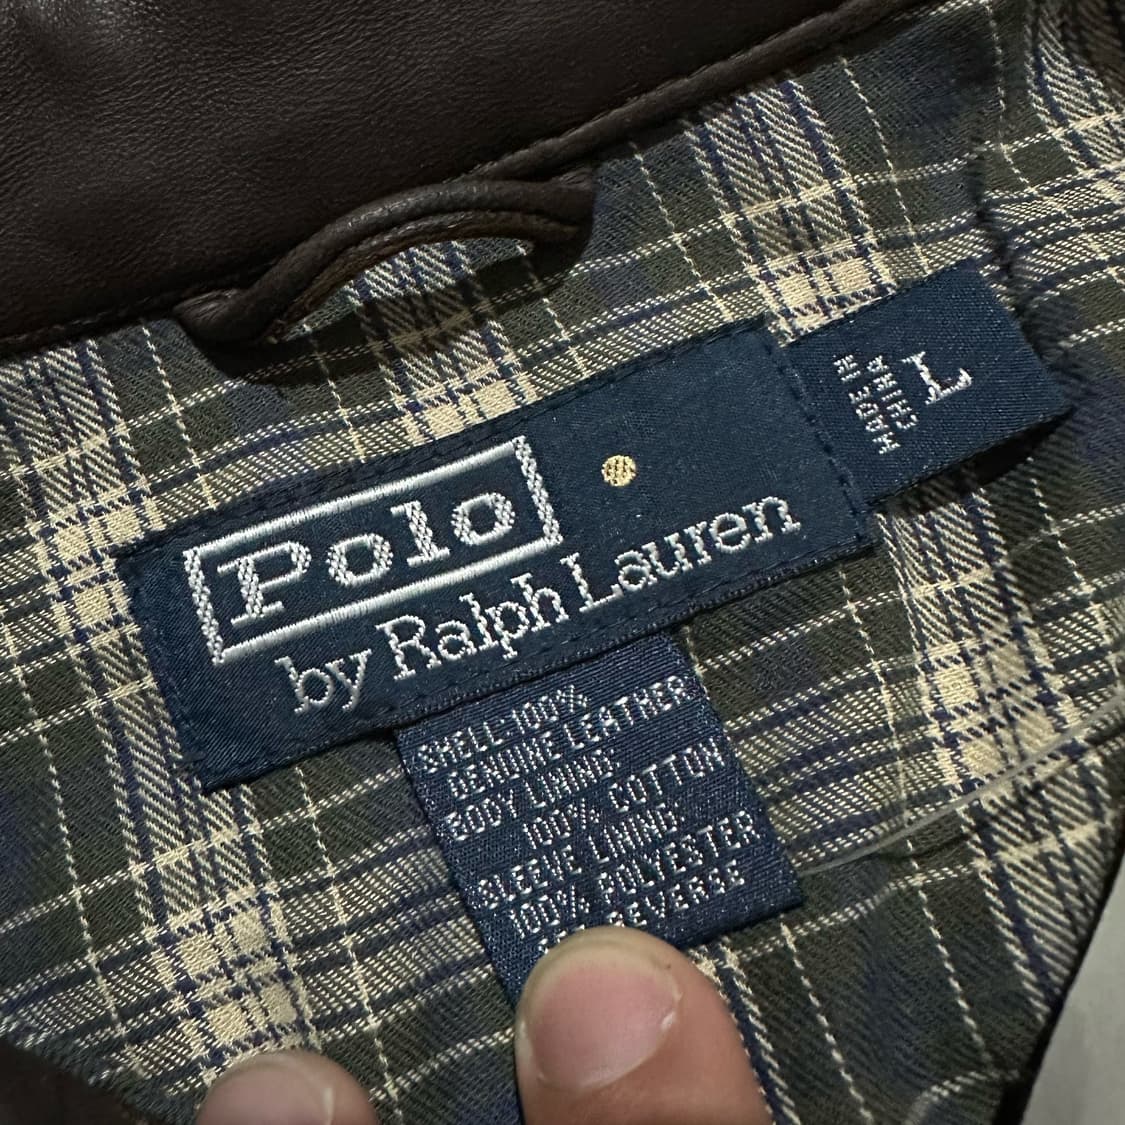 Polo
by Ralph Lauren
MADE IN
CHINA
L
SHELL:100%
GENUINE LEATHER
BODY LINING:
100% COTTON
SLEEVE LINING:
100% POLYESTER
REVERSE